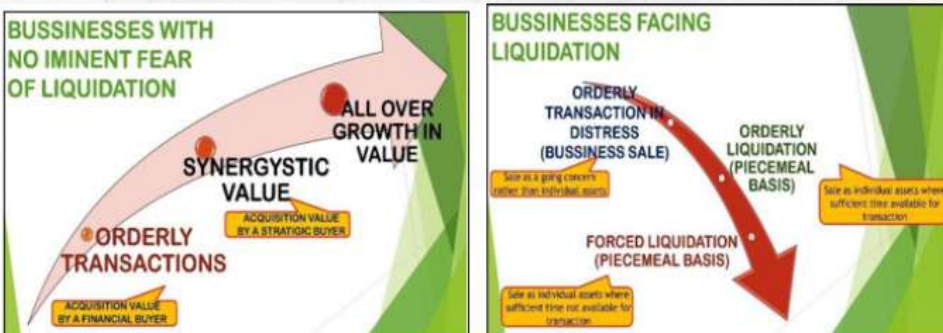 BUSSINESSES WITH
NO IMINENT FEAR
OF LIQUIDATION
ALL OVER
GROWTH IN
VALUE
SYNERGYSTIC
VALUE
ACQUISITION VALUE
BY A STRATIGIC BUYER
ORDERLY
TRANSACTIONS
ACQUISITION VALUE
BY A FINANCIAL BUYER
BUSSINESSES FACING
LIQUIDATION
ORDERLY
TRANSACTION IN
DISTRESS
(BUSSINESS SALE)
Sale as a going concern
rather than individual assets.
ORDERLY
LIQUIDATION
(PIECEMEAL
BASIS)
Sale as individual assets where
sufficient time available for
transaction
FORCED LIQUIDATION
(PIECEMEAL BASIS)
Sale as individual assets where
sufficient time not available for
transaction